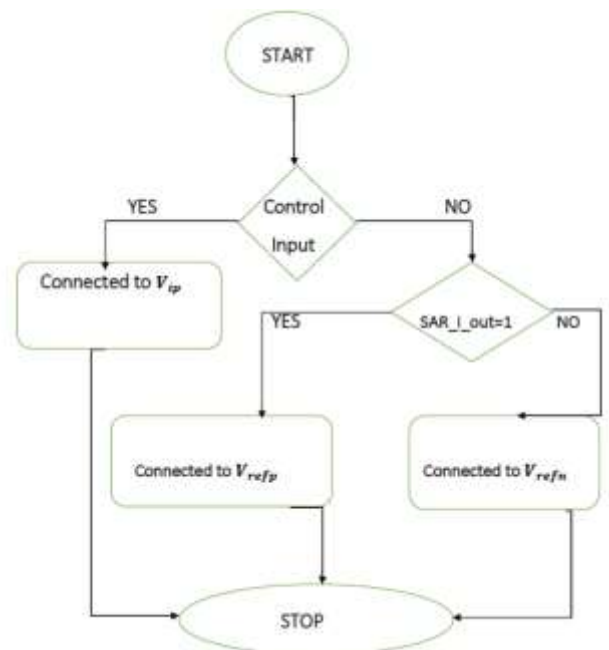 START
YES
Control
Input
NO
Connected to V_ip
YES
SAR_I_out=1
NO
Connected to V_refp
Connected to V_refn
STOP